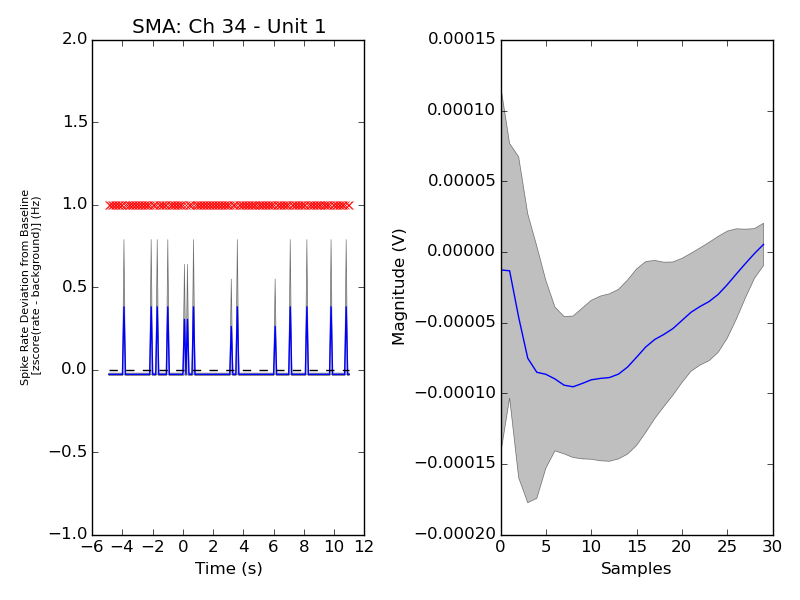 SMA: Ch 34 - Unit 1
Spike Rate Deviation from Baseline
[zscore(rate - background)] (Hz)
2.0
1.5
1.0
0.5
0.0
−0.5
−1.0
−6 −4 −2 0 2 4 6 8 10 12
Time (s)
Magnitude (V)
0.00015
0.00010
0.00005
0.00000
−0.00005
−0.00010
−0.00015
−0.00020
0 5 10 15 20 25 30
Samples